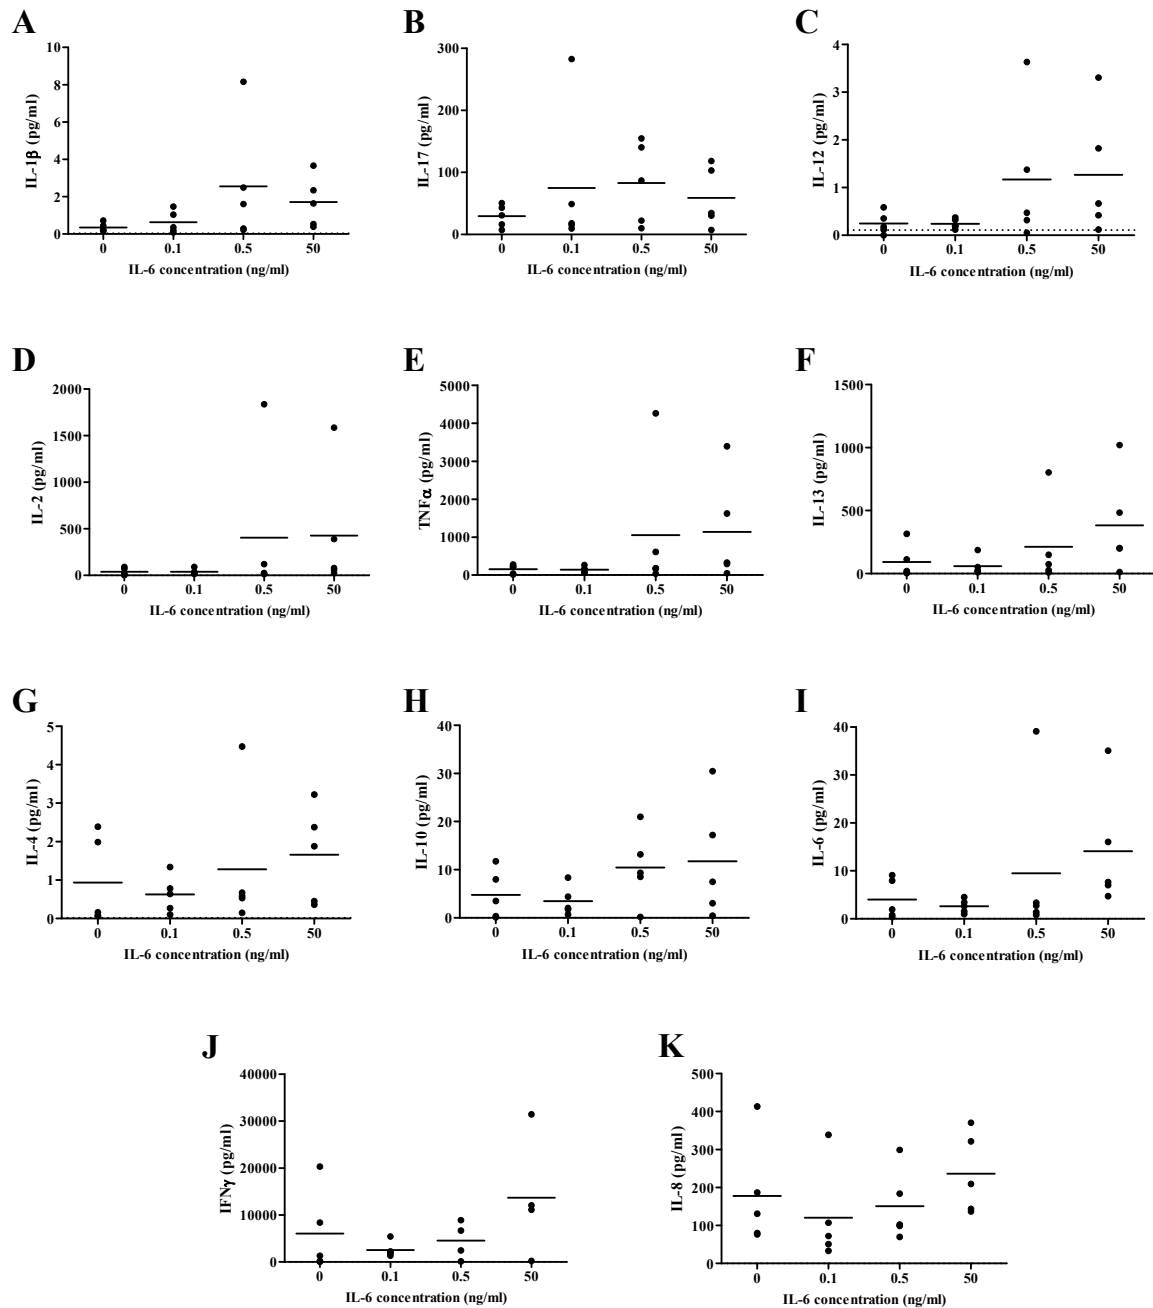 A
IL-1β (pg/ml)
10
8
6
4
2
0
0 0.1 0.5 50
IL-6 concentration (ng/ml)
B
IL-17 (pg/ml)
300
200
100
0
0 0.1 0.5 50
IL-6 concentration (ng/ml)
C
IL-12 (pg/ml)
4
3
2
1
0
0 0.1 0.5 50
IL-6 concentration (ng/ml)
D
IL-2 (pg/ml)
2000
1500
1000
500
0
0 0.1 0.5 50
IL-6 concentration (ng/ml)
E
TNFα (pg/ml)
5000
4000
3000
2000
1000
0
0 0.1 0.5 50
IL-6 concentration (ng/ml)
F
IL-13 (pg/ml)
1500
1000
500
0
0 0.1 0.5 50
IL-6 concentration (ng/ml)
G
IL-4 (pg/ml)
5
4
3
2
1
0
0 0.1 0.5 50
IL-6 concentration (ng/ml)
H
IL-10 (pg/ml)
40
30
20
10
0
0 0.1 0.5 50
IL-6 concentration (ng/ml)
I
IL-6 (pg/ml)
40
30
20
10
0
0 0.1 0.5 50
IL-6 concentration (ng/ml)
J
IFNγ (pg/ml)
40000
30000
20000
10000
0
0 0.1 0.5 50
IL-6 concentration (ng/ml)
K
IL-8 (pg/ml)
500
400
300
200
100
0
0 0.1 0.5 50
IL-6 concentration (ng/ml)